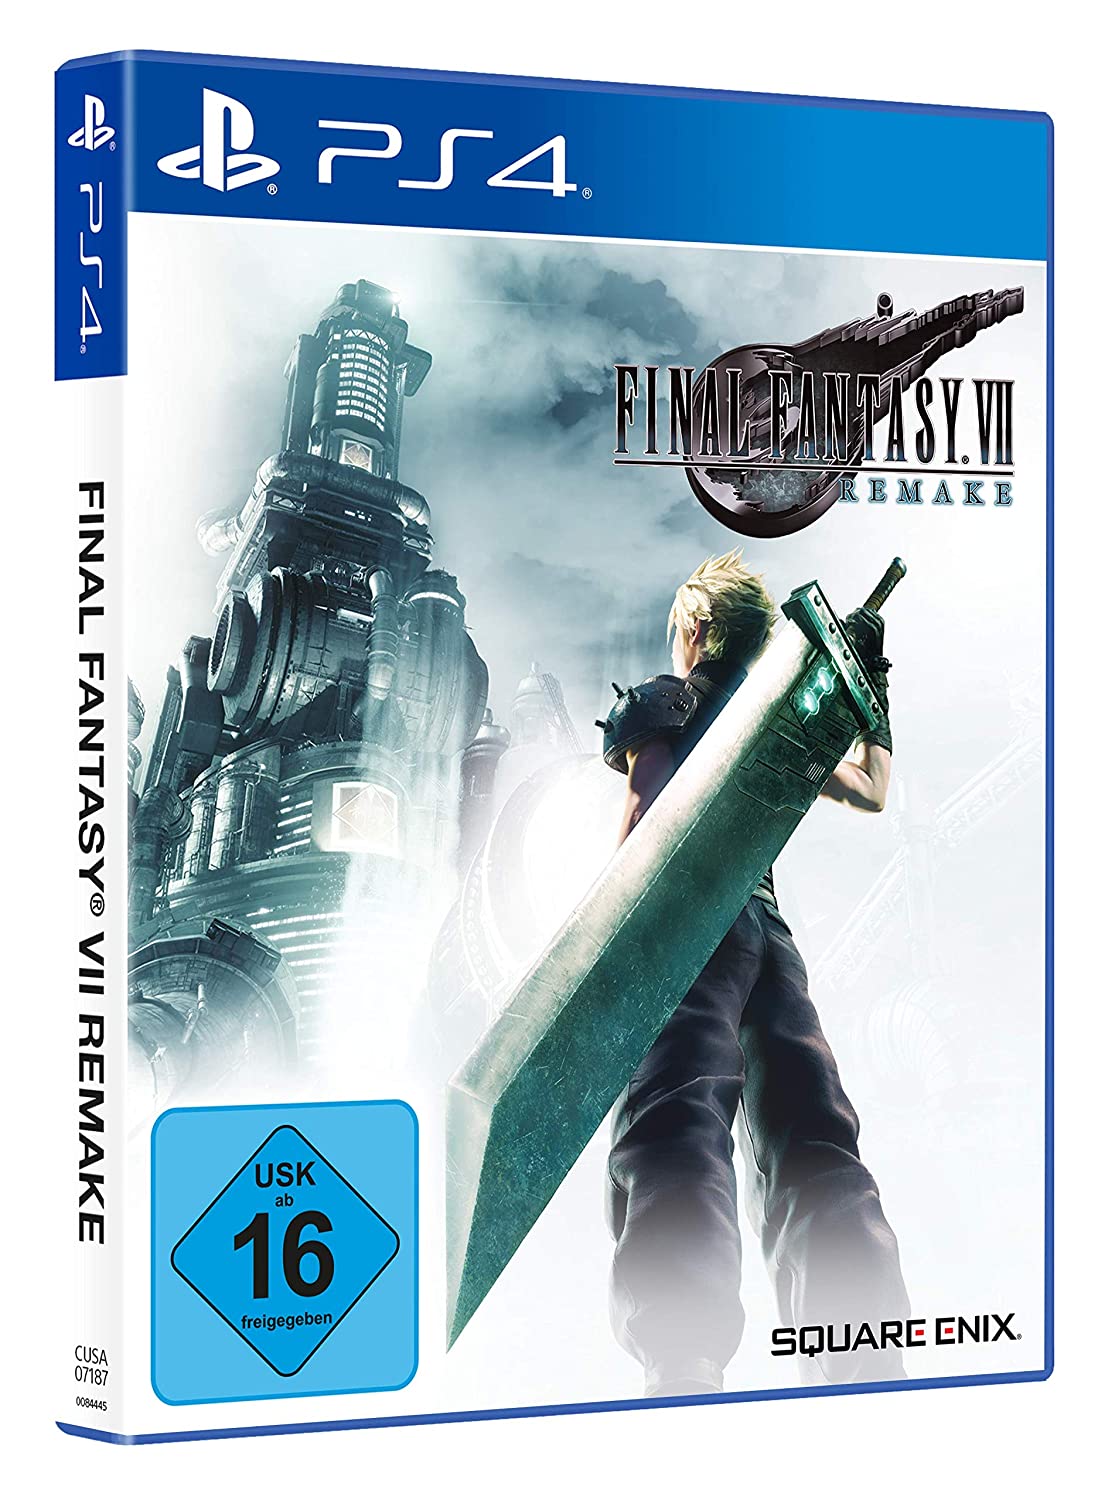 PS4
FINAL FANTASY® VII REMAKE
CUSA
07187
0084445
PS4
FINAL FANTASY. VII
REMAKE
USK
ab
16
freigegeben
SQUARE ENIX.